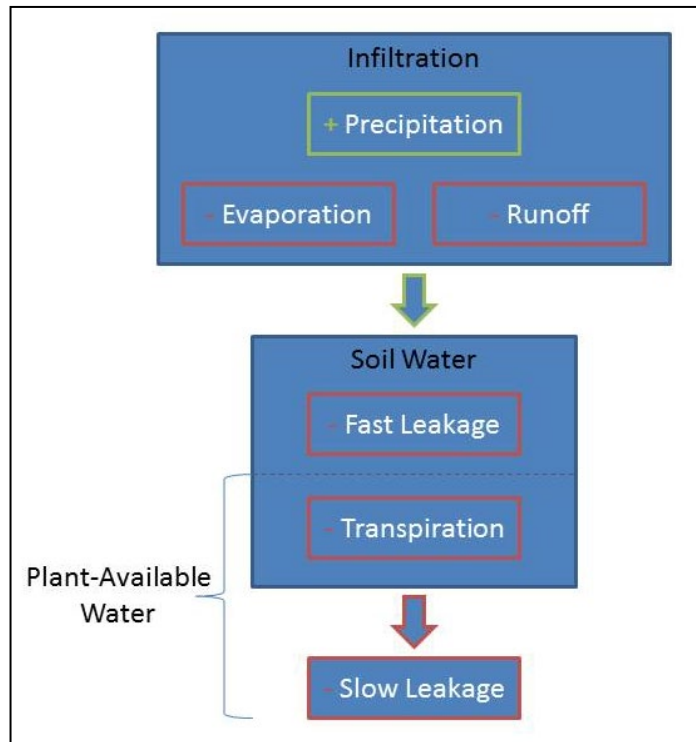 Infiltration
+ Precipitation
- Evaporation
- Runoff
Soil Water
- Fast Leakage
- Transpiration
Plant-Available
Water
- Slow Leakage